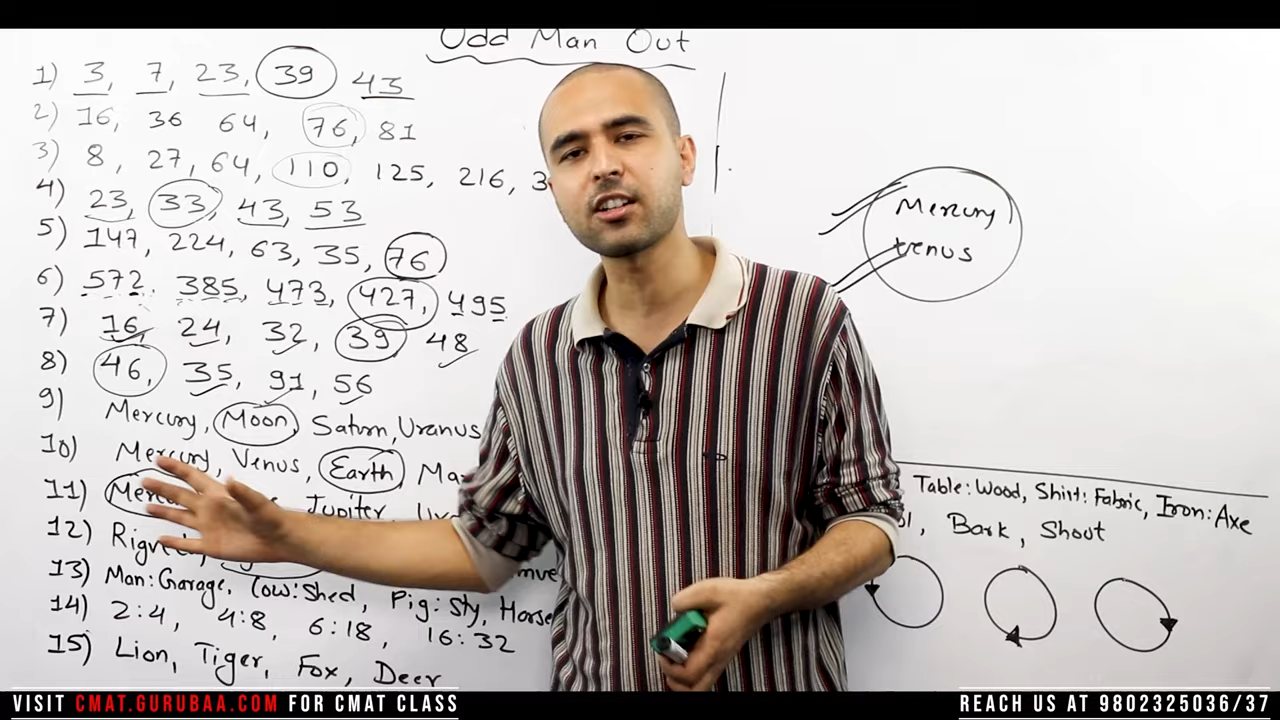 Odd Man Out
1) 3, 7, 23, 39 43
2) 16, 36 64, 76, 81
3) 8, 27, 64, 110, 125, 216, 3
4) 23, 33, 43, 53
5) 147, 224, 63, 35, 76
6) 572. 385, 473, 427, 495
7) 16, 24, 32, 39, 48
8) 46, 35, 91, 56
9) Mercury, Moon, Saturn, Uranus
10) Mercury, Venus, Earth, Ma
11) Jupiter,
12)
13) Man:Garage, Cow:Shed, Pig:Sty, Horse
14) 2:4, 4:8, 6:18, 16:32
15) Lion, Tiger, Fox, Deer
Mercury
Venus
Table:Wood, Shirt:Fabric, Iron:Axe
Bark, Shout
VISIT CMAT.GURUBAA.COM FOR CMAT CLASS
REACH US AT 9802325036/37